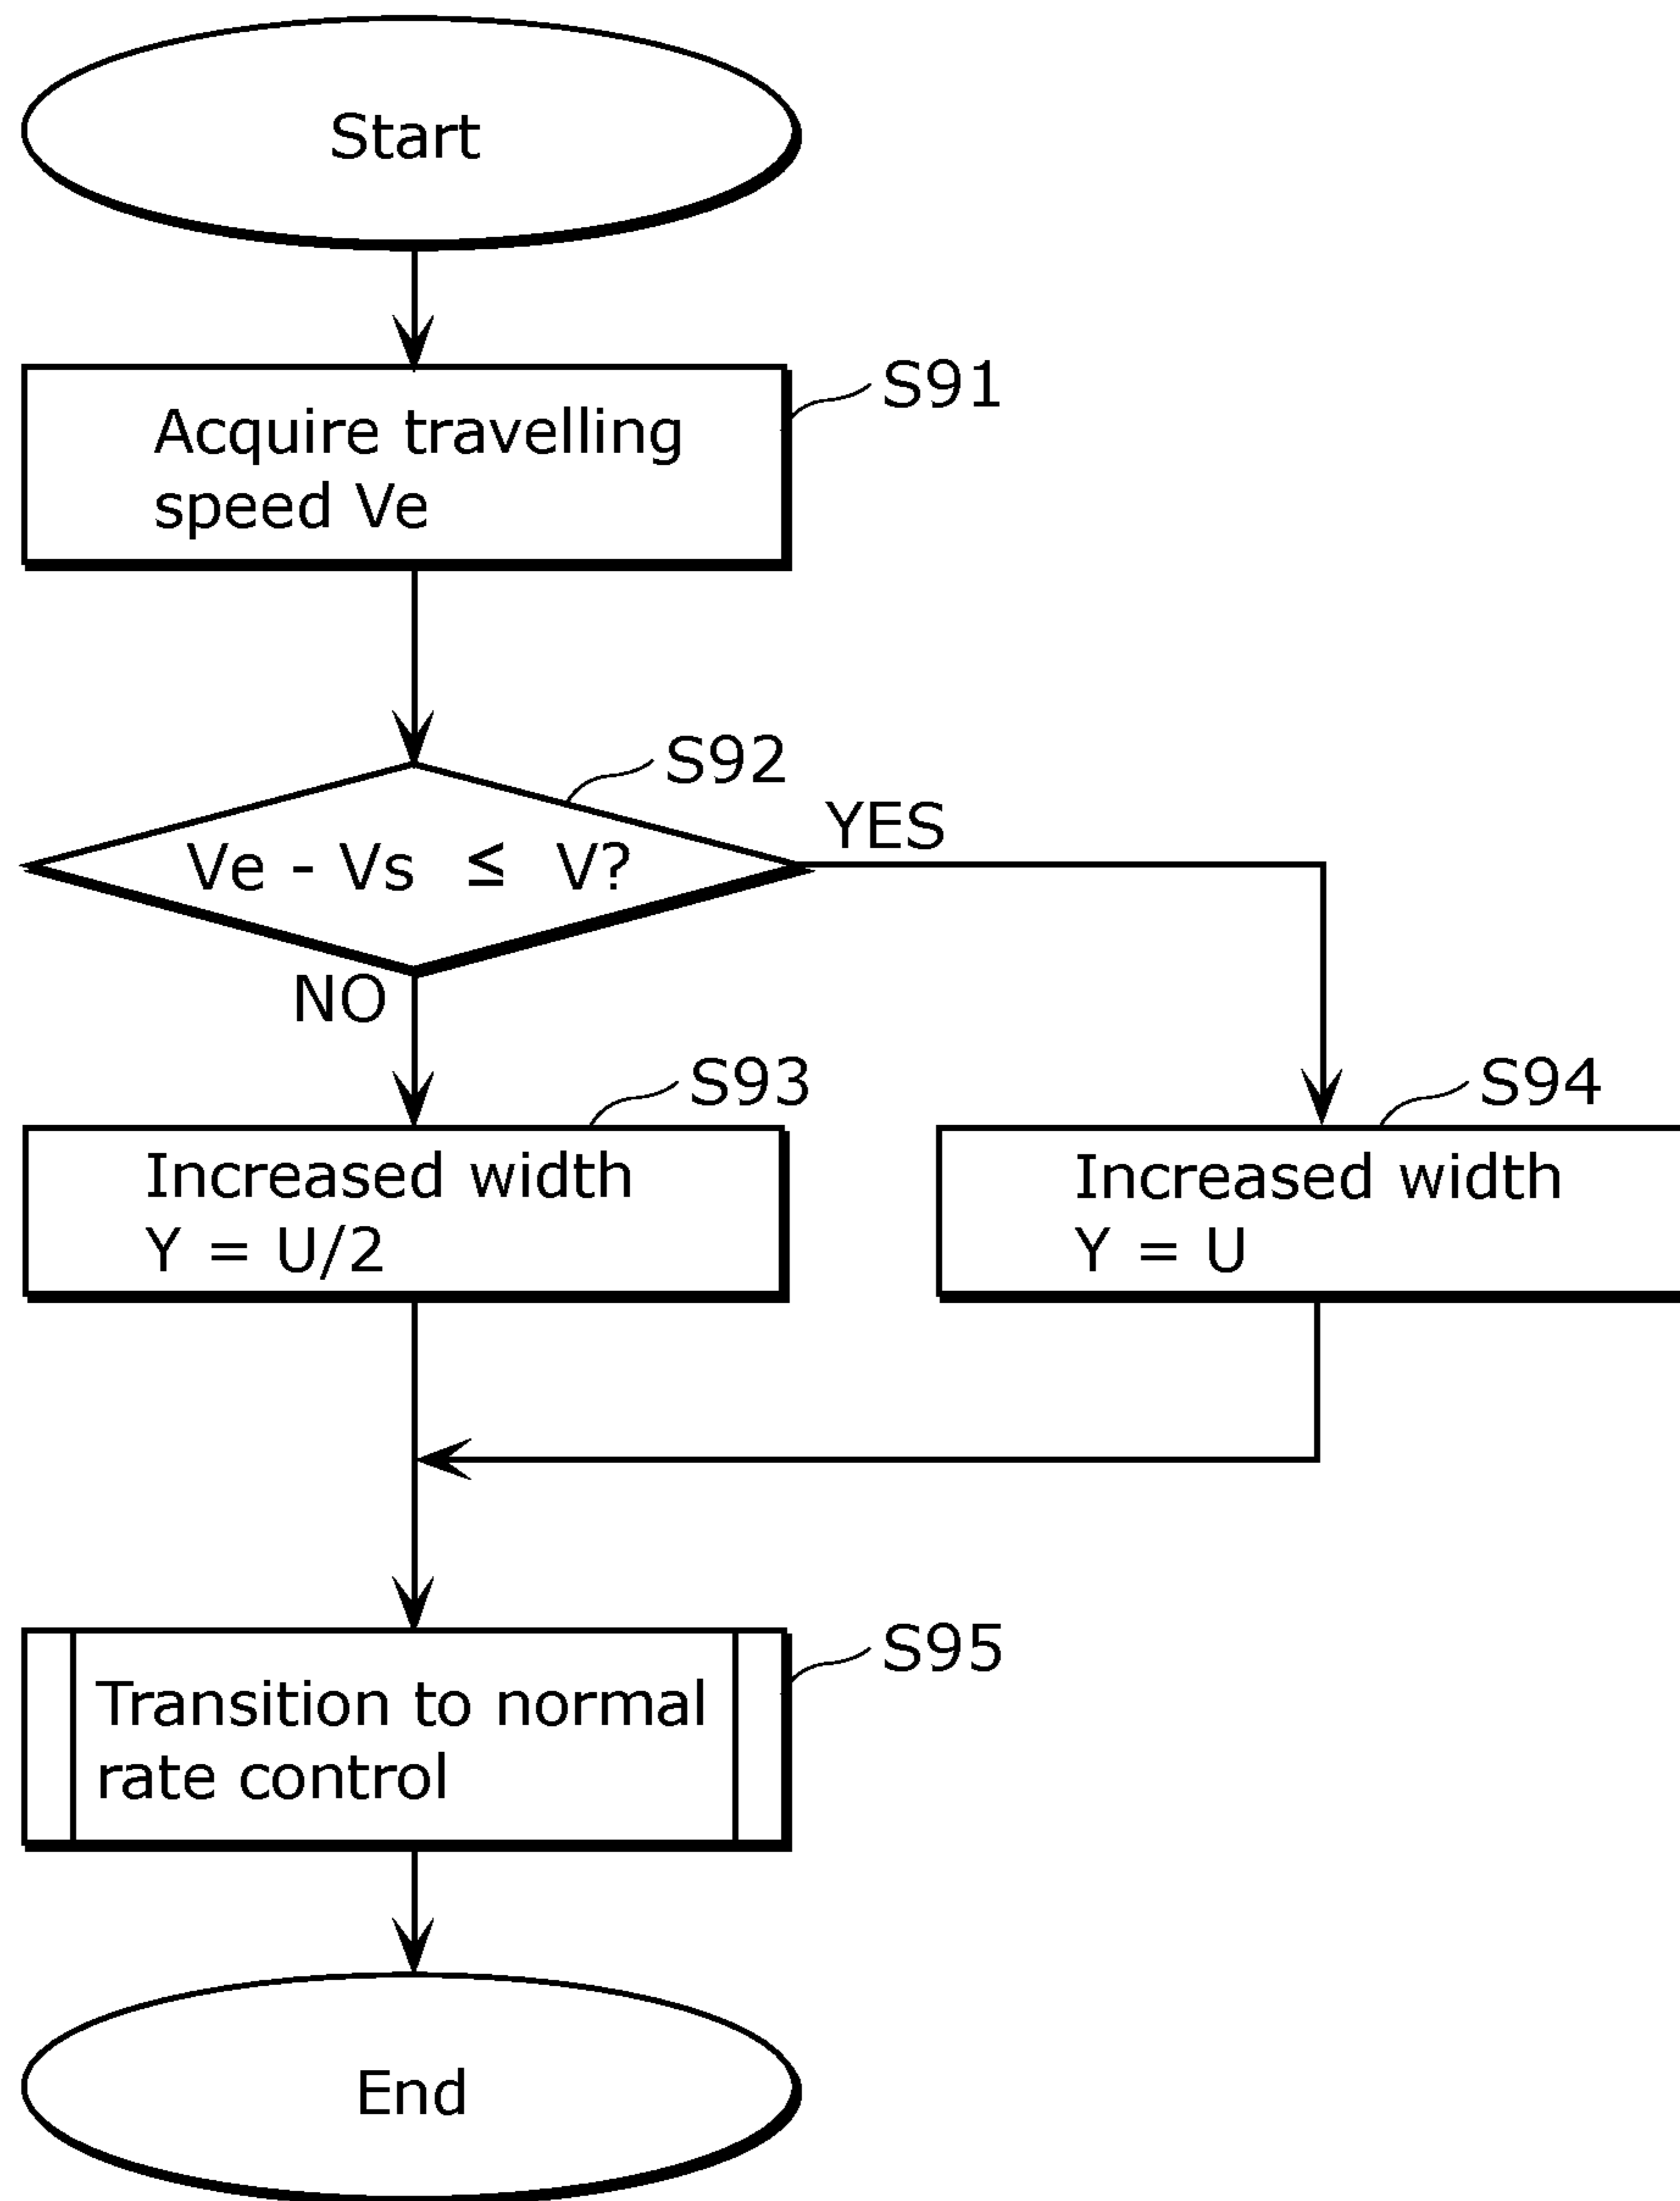 Start
S91
Acquire travelling
speed Ve
S92
Ve - Vs ≤ V?
YES
NO
S93
Increased width
Y = U/2
S94
Increased width
Y = U
S95
Transition to normal
rate control
End